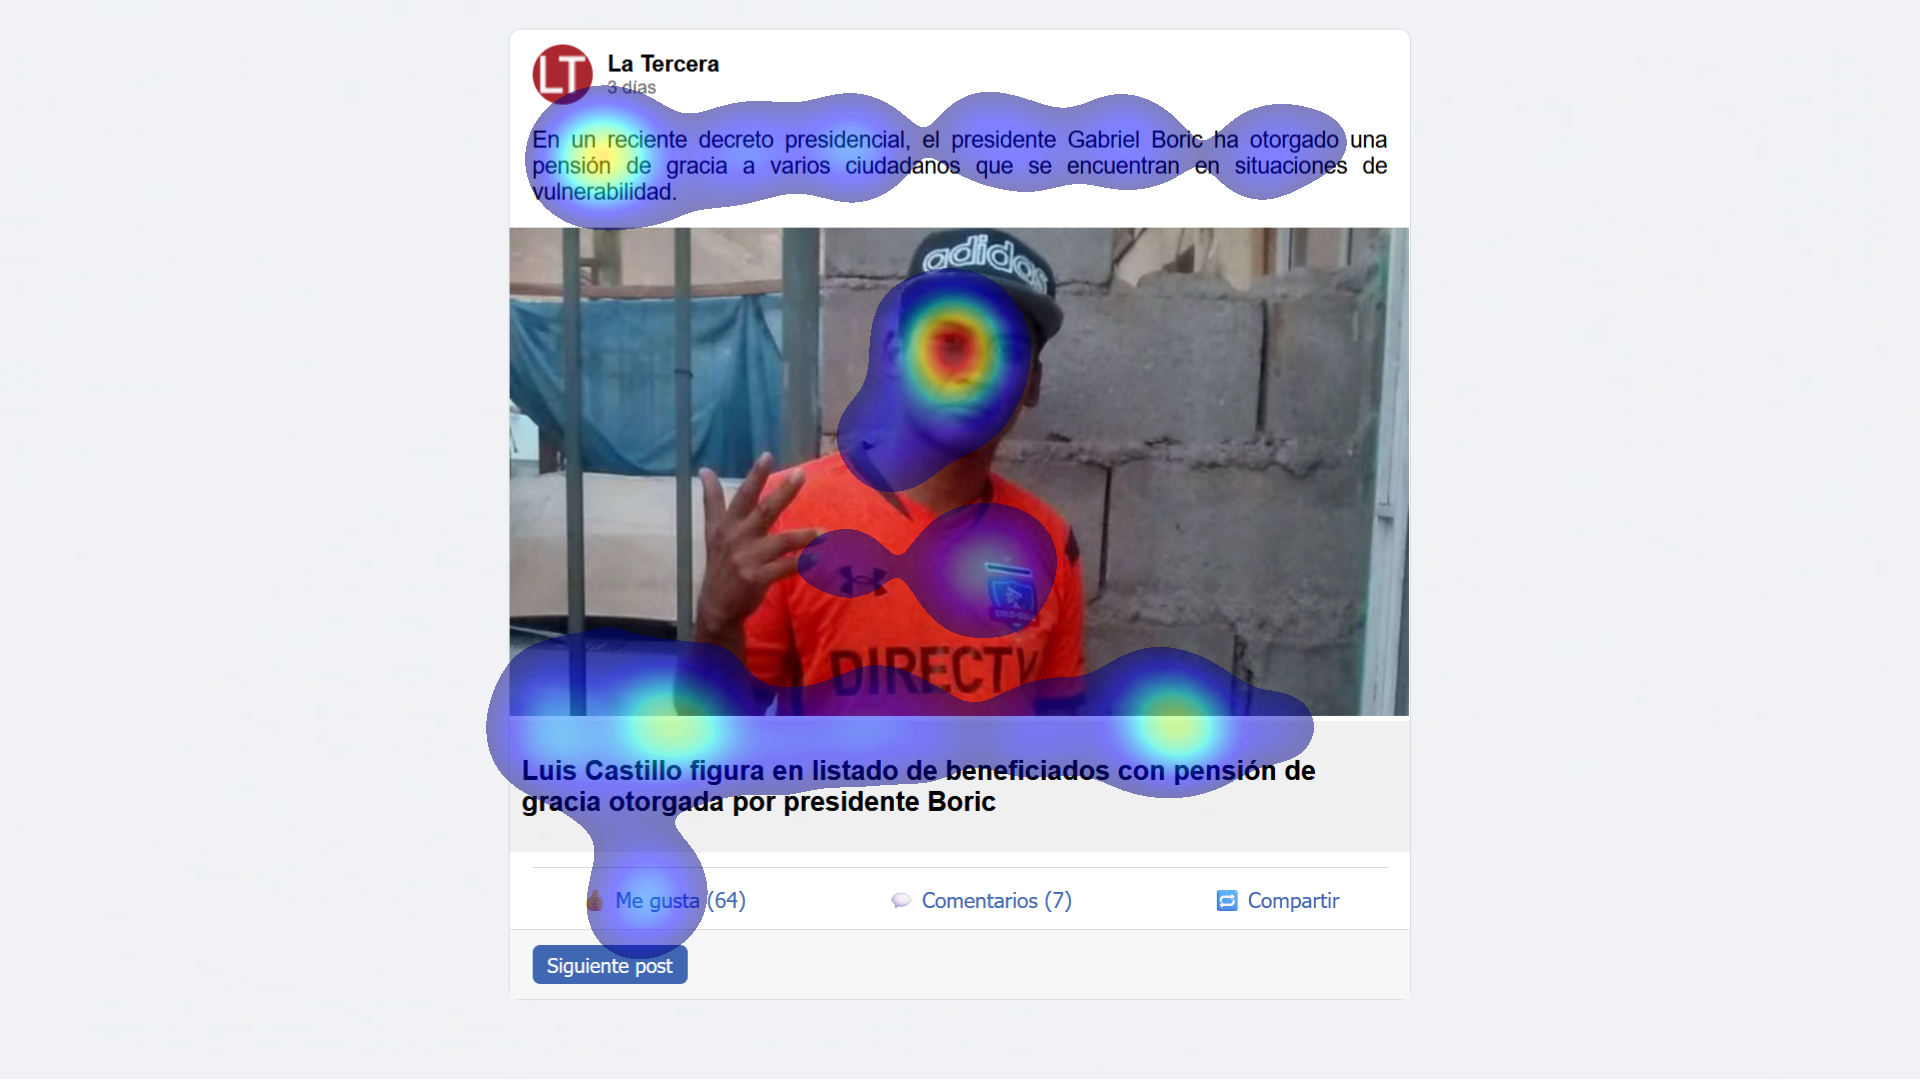 LT
La Tercera
3 días
En un reciente decreto presidencial, el presidente Gabriel Boric ha otorgado una
pensión de gracia a varios ciudadanos que se encuentran en situaciones de
vulnerabilidad.
adidas
COLO-COLO
DIRECTV
Luis Castillo figura en listado de beneficiados con pensión de
gracia otorgada por presidente Boric
Me gusta (64)
Comentarios (7)
Compartir
Siguiente post